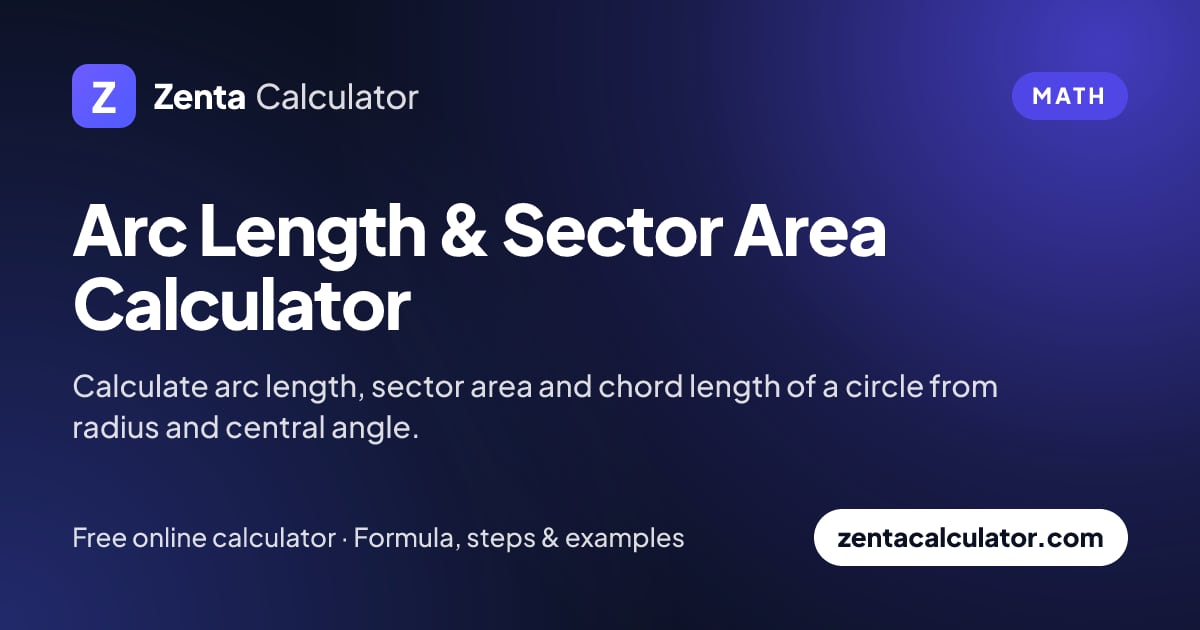 Z
Zenta Calculator
MATH
Arc Length & Sector Area
Calculator
Calculate arc length, sector area and chord length of a circle from
radius and central angle.
Free online calculator · Formula, steps & examples
zentacalculator.com